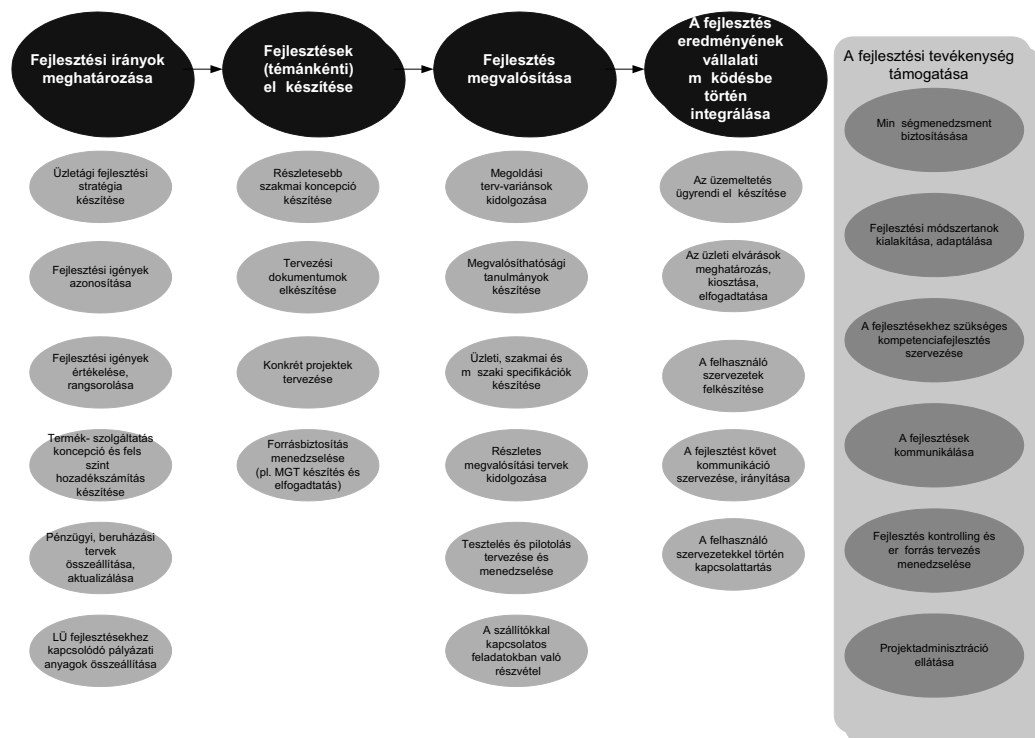 Fejlesztési irányok
meghatározása
Üzletági fejlesztési
stratégia
készítése
Fejlesztési igények
azonosítása
Fejlesztési igények
értékelése,
rangsorolása
Termék- szolgáltatás
koncepció és fels
szint
hozadékszámítás
készítése
Pénzügyi, beruházási
tervek
összeállítása,
aktualizálása
LÜ fejlesztésekhez
kapcsolódó pályázati
anyagok összeállítása
Fejlesztések
(témánkénti)
el készítése
Részletesebb
szakmai koncepció
készítése
Tervezési
dokumentumok
elkészítése
Konkrét projektek
tervezése
Forrásbiztosítás
menedzselése
(pl. MGT készítés és
elfogadtatás)
Fejlesztés
megvalósítása
Megoldási
terv-variánsok
kidolgozása
Megvalósíthatósági
tanulmányok
készítése
Üzleti, szakmai és
m szaki specifikációk
készítése
Részletes
megvalósítási tervek
kidolgozása
Tesztelés és pilotolás
tervezése és
menedzselése
A szállítókkal
kapcsolatos
feladatokban való
részvétel
A fejlesztés
eredményének
vállalati
m ködésbe
történ
integrálása
Az üzemeltetés
ügyrendi el készítése
Az üzleti elvárások
meghatározás,
kiosztása,
elfogadtatása
A felhasználó
szervezetek
felkészítése
A fejlesztést követ
kommunikáció
szervezése, irányítása
A felhasználó
szervezetekkel történ
kapcsolattartás
A fejlesztési tevékenység
támogatása
Min ségmenedzsment
biztosításása
Fejlesztési módszertanok
kialakítása, adaptálása
A fejlesztésekhez szükséges
kompetenciafejlesztés
szervezése
A fejlesztések
kommunikálása
Fejlesztés kontrolling és
er forrás tervezés
menedzselése
Projektadminisztráció
ellátása